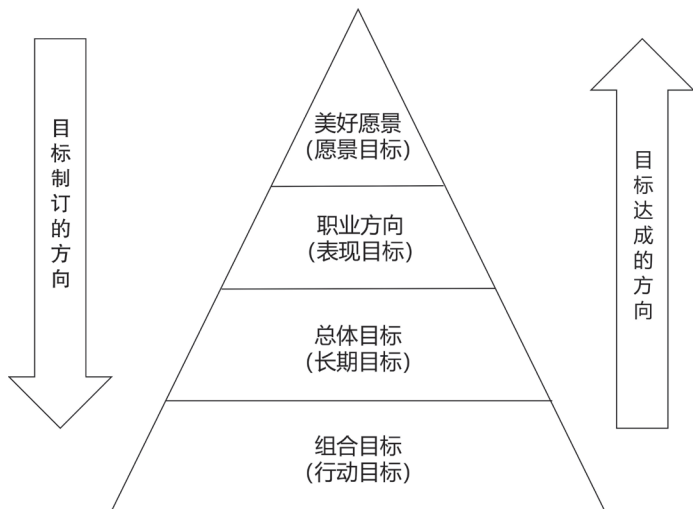 目标制订的方向
美好愿景
（愿景目标）
职业方向
（表现目标）
总体目标
（长期目标）
组合目标
（行动目标）
目标达成的方向